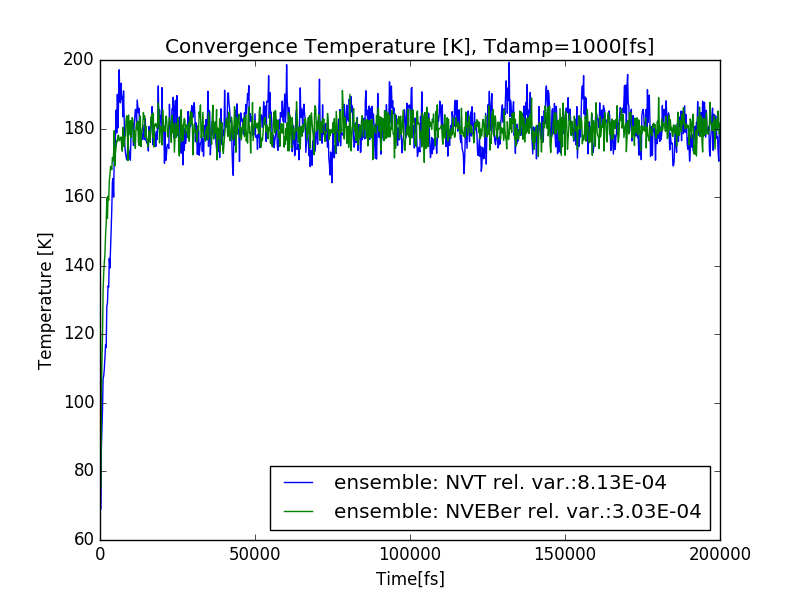 Convergence Temperature [K], Tdamp=1000[fs]
200
180
160
140
120
100
80
60
Temperature [K]
ensemble: NVT rel. var.:8.13E-04
ensemble: NVEBer rel. var.:3.03E-04
0 50000 100000 150000 200000
Time[fs]